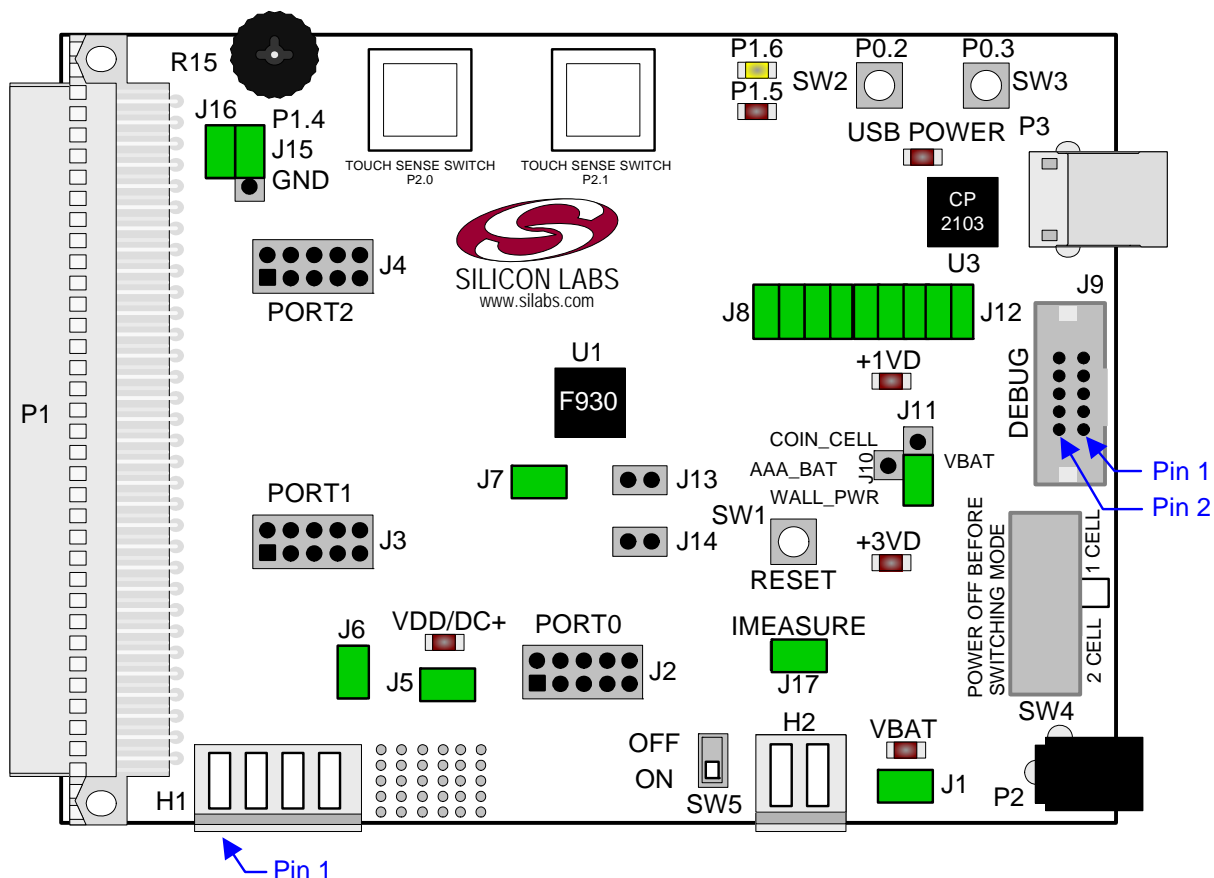 R15
P1.6
P0.2
P0.3
SW2
SW3
P1.5
J16
P1.4
J15
GND
TOUCH SENSE SWITCH
P2.0
TOUCH SENSE SWITCH
P2.1
USB POWER
P3
CP
2103
U3
SILICON LABS
www.silabs.com
J4
PORT2
J8
J12
J9
DEBUG
+1VD
U1
F930
P1
J11
COIN_CELL
AAA_BAT
J10
VBAT
WALL_PWR
Pin 1
Pin 2
J7
J13
PORT1
J3
J14
SW1
RESET
+3VD
POWER OFF BEFORE
SWITCHING MODE
1 CELL
2 CELL
SW4
J6
VDD/DC+
J5
PORT0
J2
IMEASURE
J17
OFF
ON
SW5
H2
VBAT
J1
P2
H1
Pin 1